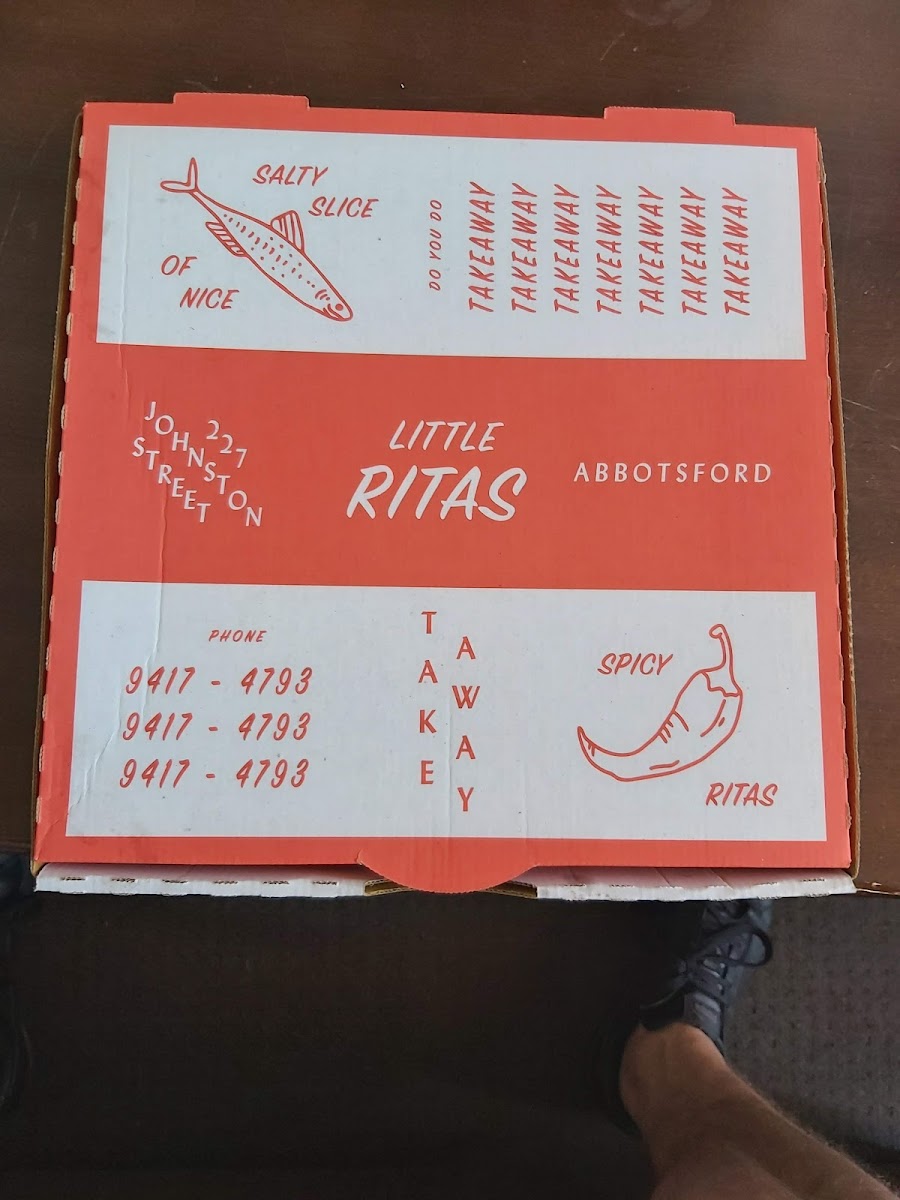 SALTY
SLICE
OF
NICE
DO YOU DO
TAKEAWAY
TAKEAWAY
TAKEAWAY
TAKEAWAY
TAKEAWAY
TAKEAWAY
TAKEAWAY
227
JOHNSTON
STREET
LITTLE
RITAS
ABBOTSFORD
PHONE
9417 - 4793
9417 - 4793
9417 - 4793
TAKE
AWAY
SPICY
RITAS